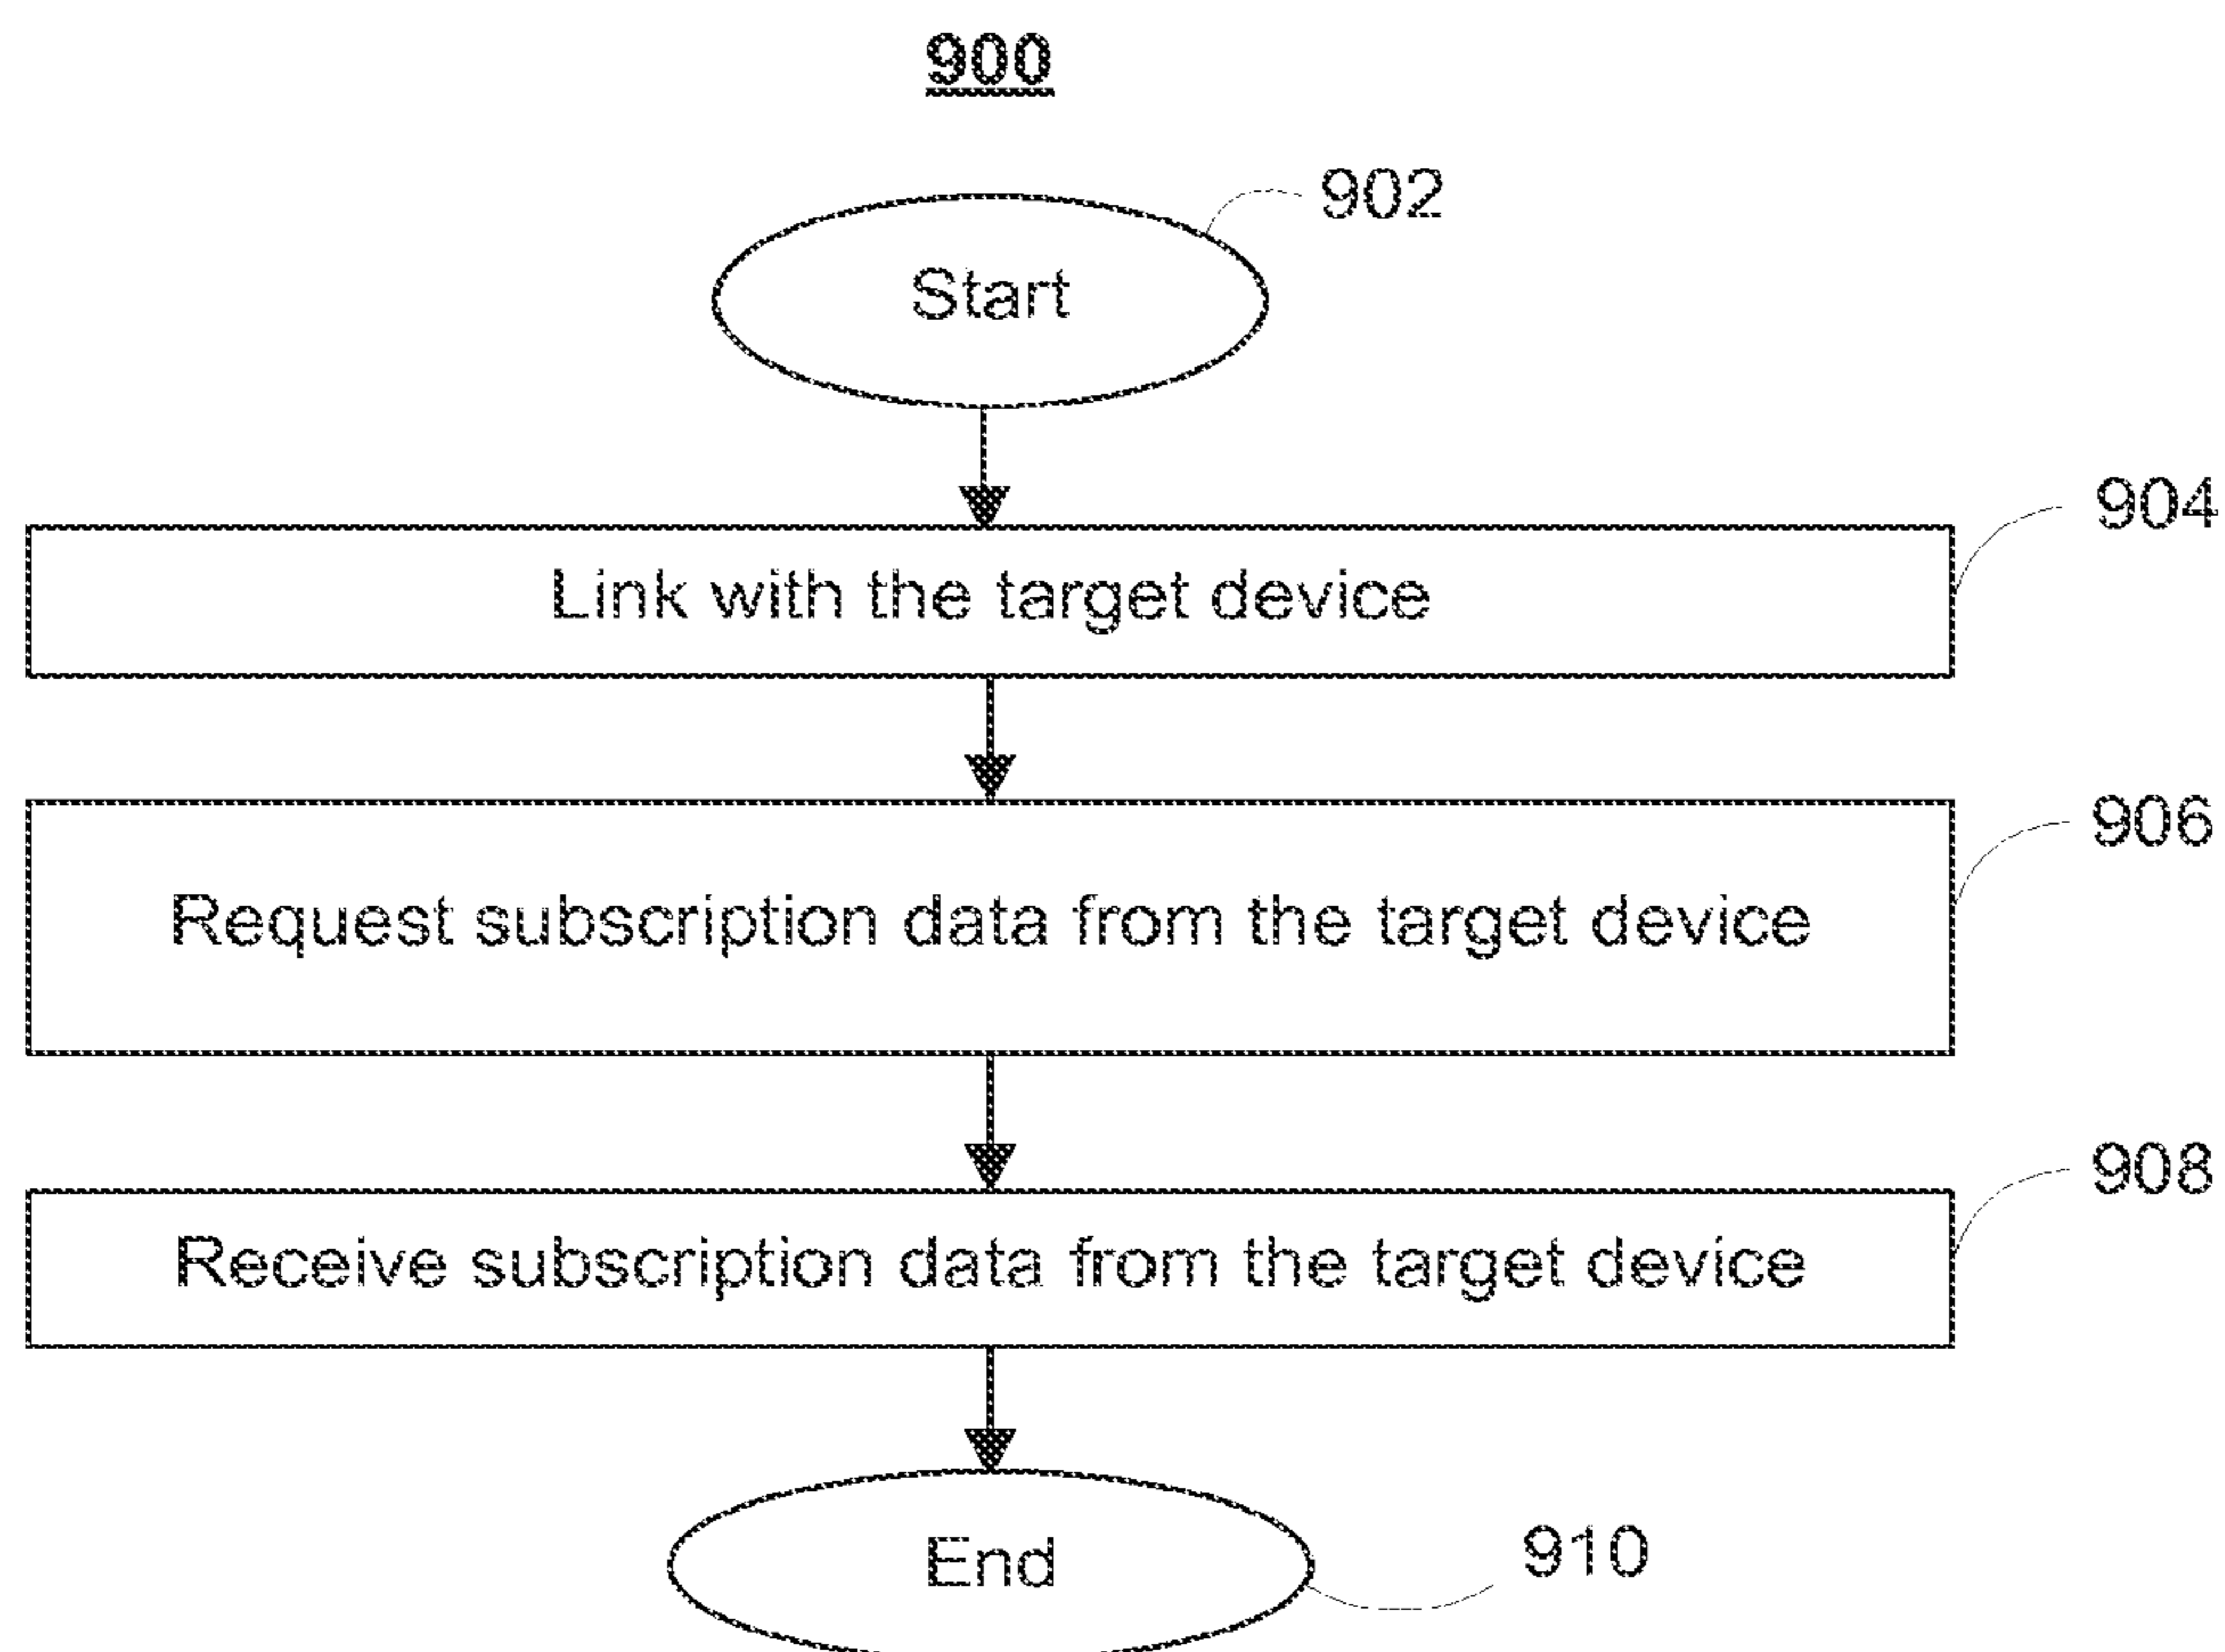 900
902
Start
904
Link with the target device
906
Request subscription data from the target device
908
Receive subscription data from the target device
End
910